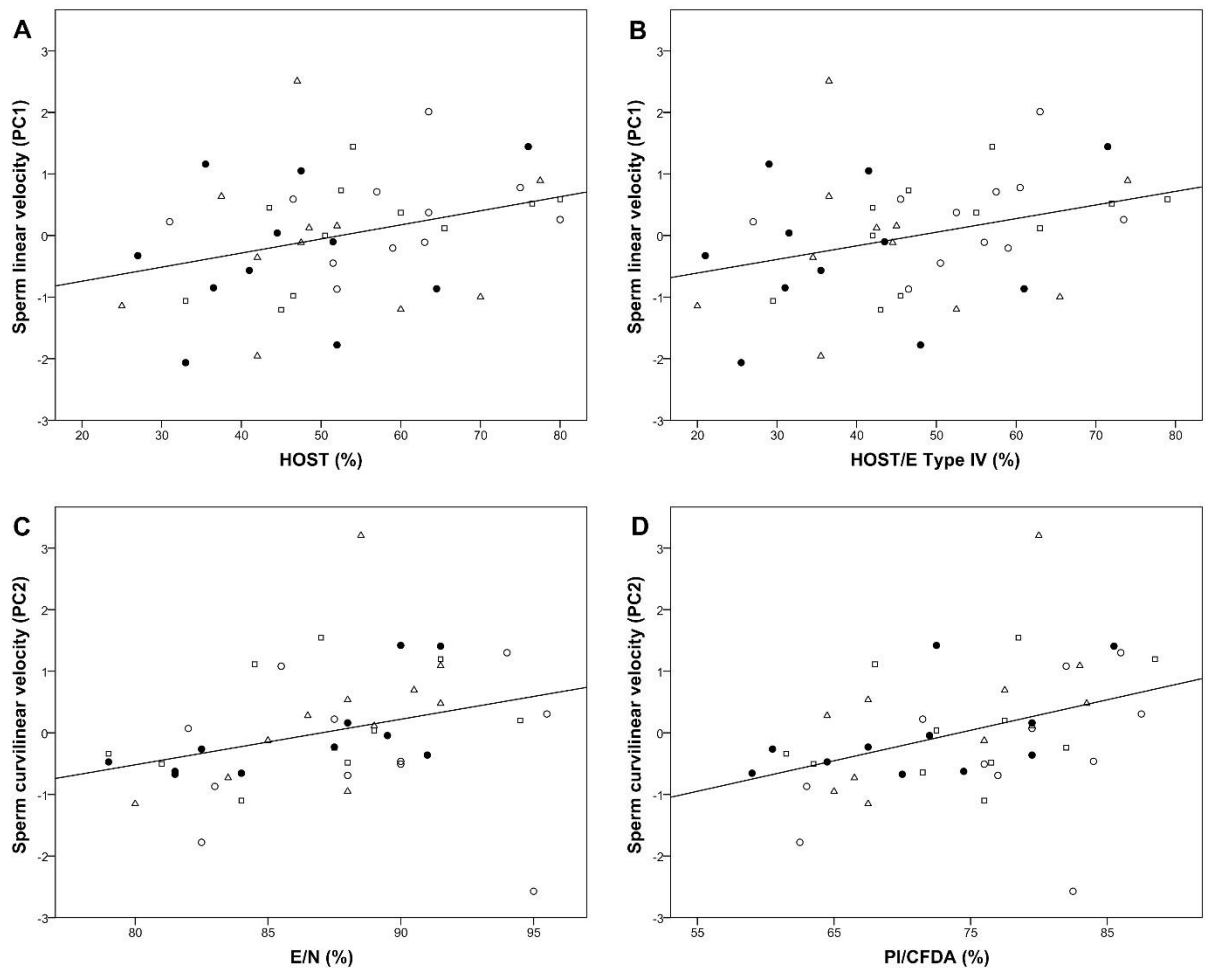 A
Sperm linear velocity (PC1)
3
2
1
0
-1
-2
-3
20 30 40 50 60 70 80
HOST (%)
B
Sperm linear velocity (PC1)
3
2
1
0
-1
-2
-3
20 30 40 50 60 70 80
HOST/E Type IV (%)
C
Sperm curvilinear velocity (PC2)
3
2
1
0
-1
-2
-3
80 85 90 95
E/N (%)
D
Sperm curvilinear velocity (PC2)
3
2
1
0
-1
-2
-3
55 65 75 85
PI/CFDA (%)